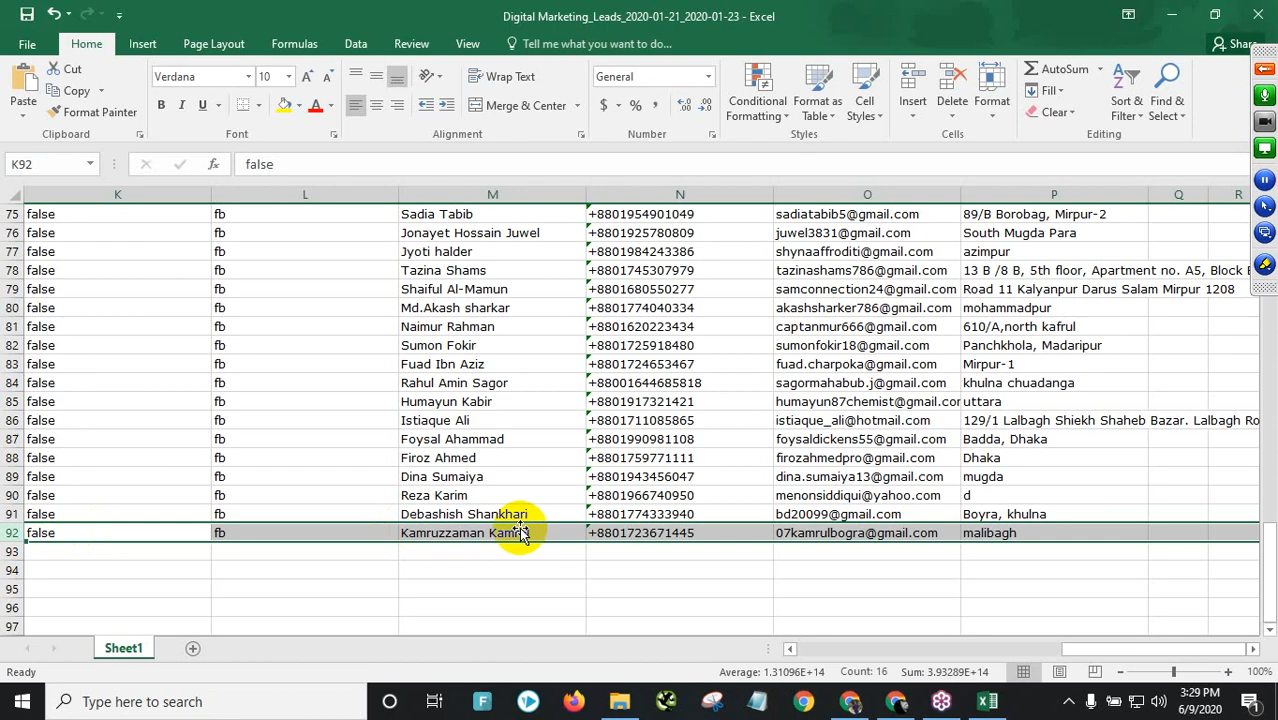 Digital Marketing_Leads_2020-01-21_2020-01-23 - Excel
File Home Insert Page Layout Formulas Data Review View Tell me what you want to do... Share
Paste
Cut
Copy
Format Painter
Clipboard
Verdana 10
B I U
Font
Wrap Text
Merge & Center
Alignment
General
$ % ,
Number
Conditional Formatting
Format as Table
Cell Styles
Styles
Insert
Delete
Format
Cells
AutoSum
Fill
Clear
Sort & Filter
Find & Select
Editing
K92 fx false
K L M N O P Q R
75 false fb Sadia Tabib +8801954901049 sadiatabib5@gmail.com 89/B Borobag, Mirpur-2
76 false fb Jonayet Hossain Juwel +8801925780809 juwel3831@gmail.com South Mugda Para
77 false fb Jyoti halder +8801984243386 shynaaffroditi@gmail.com azimpur
78 false fb Tazina Shams +8801745307979 tazinashams786@gmail.com 13 B /8 B, 5th floor, Apartment no. A5, Block
79 false fb Shaiful Al-Mamun +8801680550277 samconnection24@gmail.com Road 11 Kalyanpur Darus Salam Mirpur 1208
80 false fb Md.Akash sharkar +8801774040334 akashsharker786@gmail.com mohammadpur
81 false fb Naimur Rahman +8801620223434 captanmur666@gmail.com 610/A,north kafrul
82 false fb Sumon Fokir +8801725918480 sumonfokir18@gmail.com Panchkhola, Madaripur
83 false fb Fuad Ibn Aziz +8801724653467 fuad.charpoka@gmail.com Mirpur-1
84 false fb Rahul Amin Sagor +88001644685818 sagormahabub.j@gmail.com khulna chuadanga
85 false fb Humayun Kabir +8801917321421 humayun87chemist@gmail.com uttara
86 false fb Istiaque Ali +8801711085865 istiaque_ali@hotmail.com 129/1 Lalbagh Shiekh Shaheb Bazar. Lalbagh Ro
87 false fb Foysal Ahammad +8801990981108 foysaldickens55@gmail.com Badda, Dhaka
88 false fb Firoz Ahmed +8801759771111 firozahmedpro@gmail.com Dhaka
89 false fb Dina Sumaiya +8801943456047 dina.sumaiya13@gmail.com mugda
90 false fb Reza Karim +8801966740950 menonsiddiqui@yahoo.com d
91 false fb Debashish Shankhari +8801774333940 bd20099@gmail.com Boyra, khulna
92 false fb Kamruzzaman +8801723671445 07kamrulbogra@gmail.com malibagh
93
94
95
96
97
Sheet1
Ready Average: 1.31096E+14 Count: 16 Sum: 3.93289E+14 100%
Type here to search
3:29 PM
6/9/2020